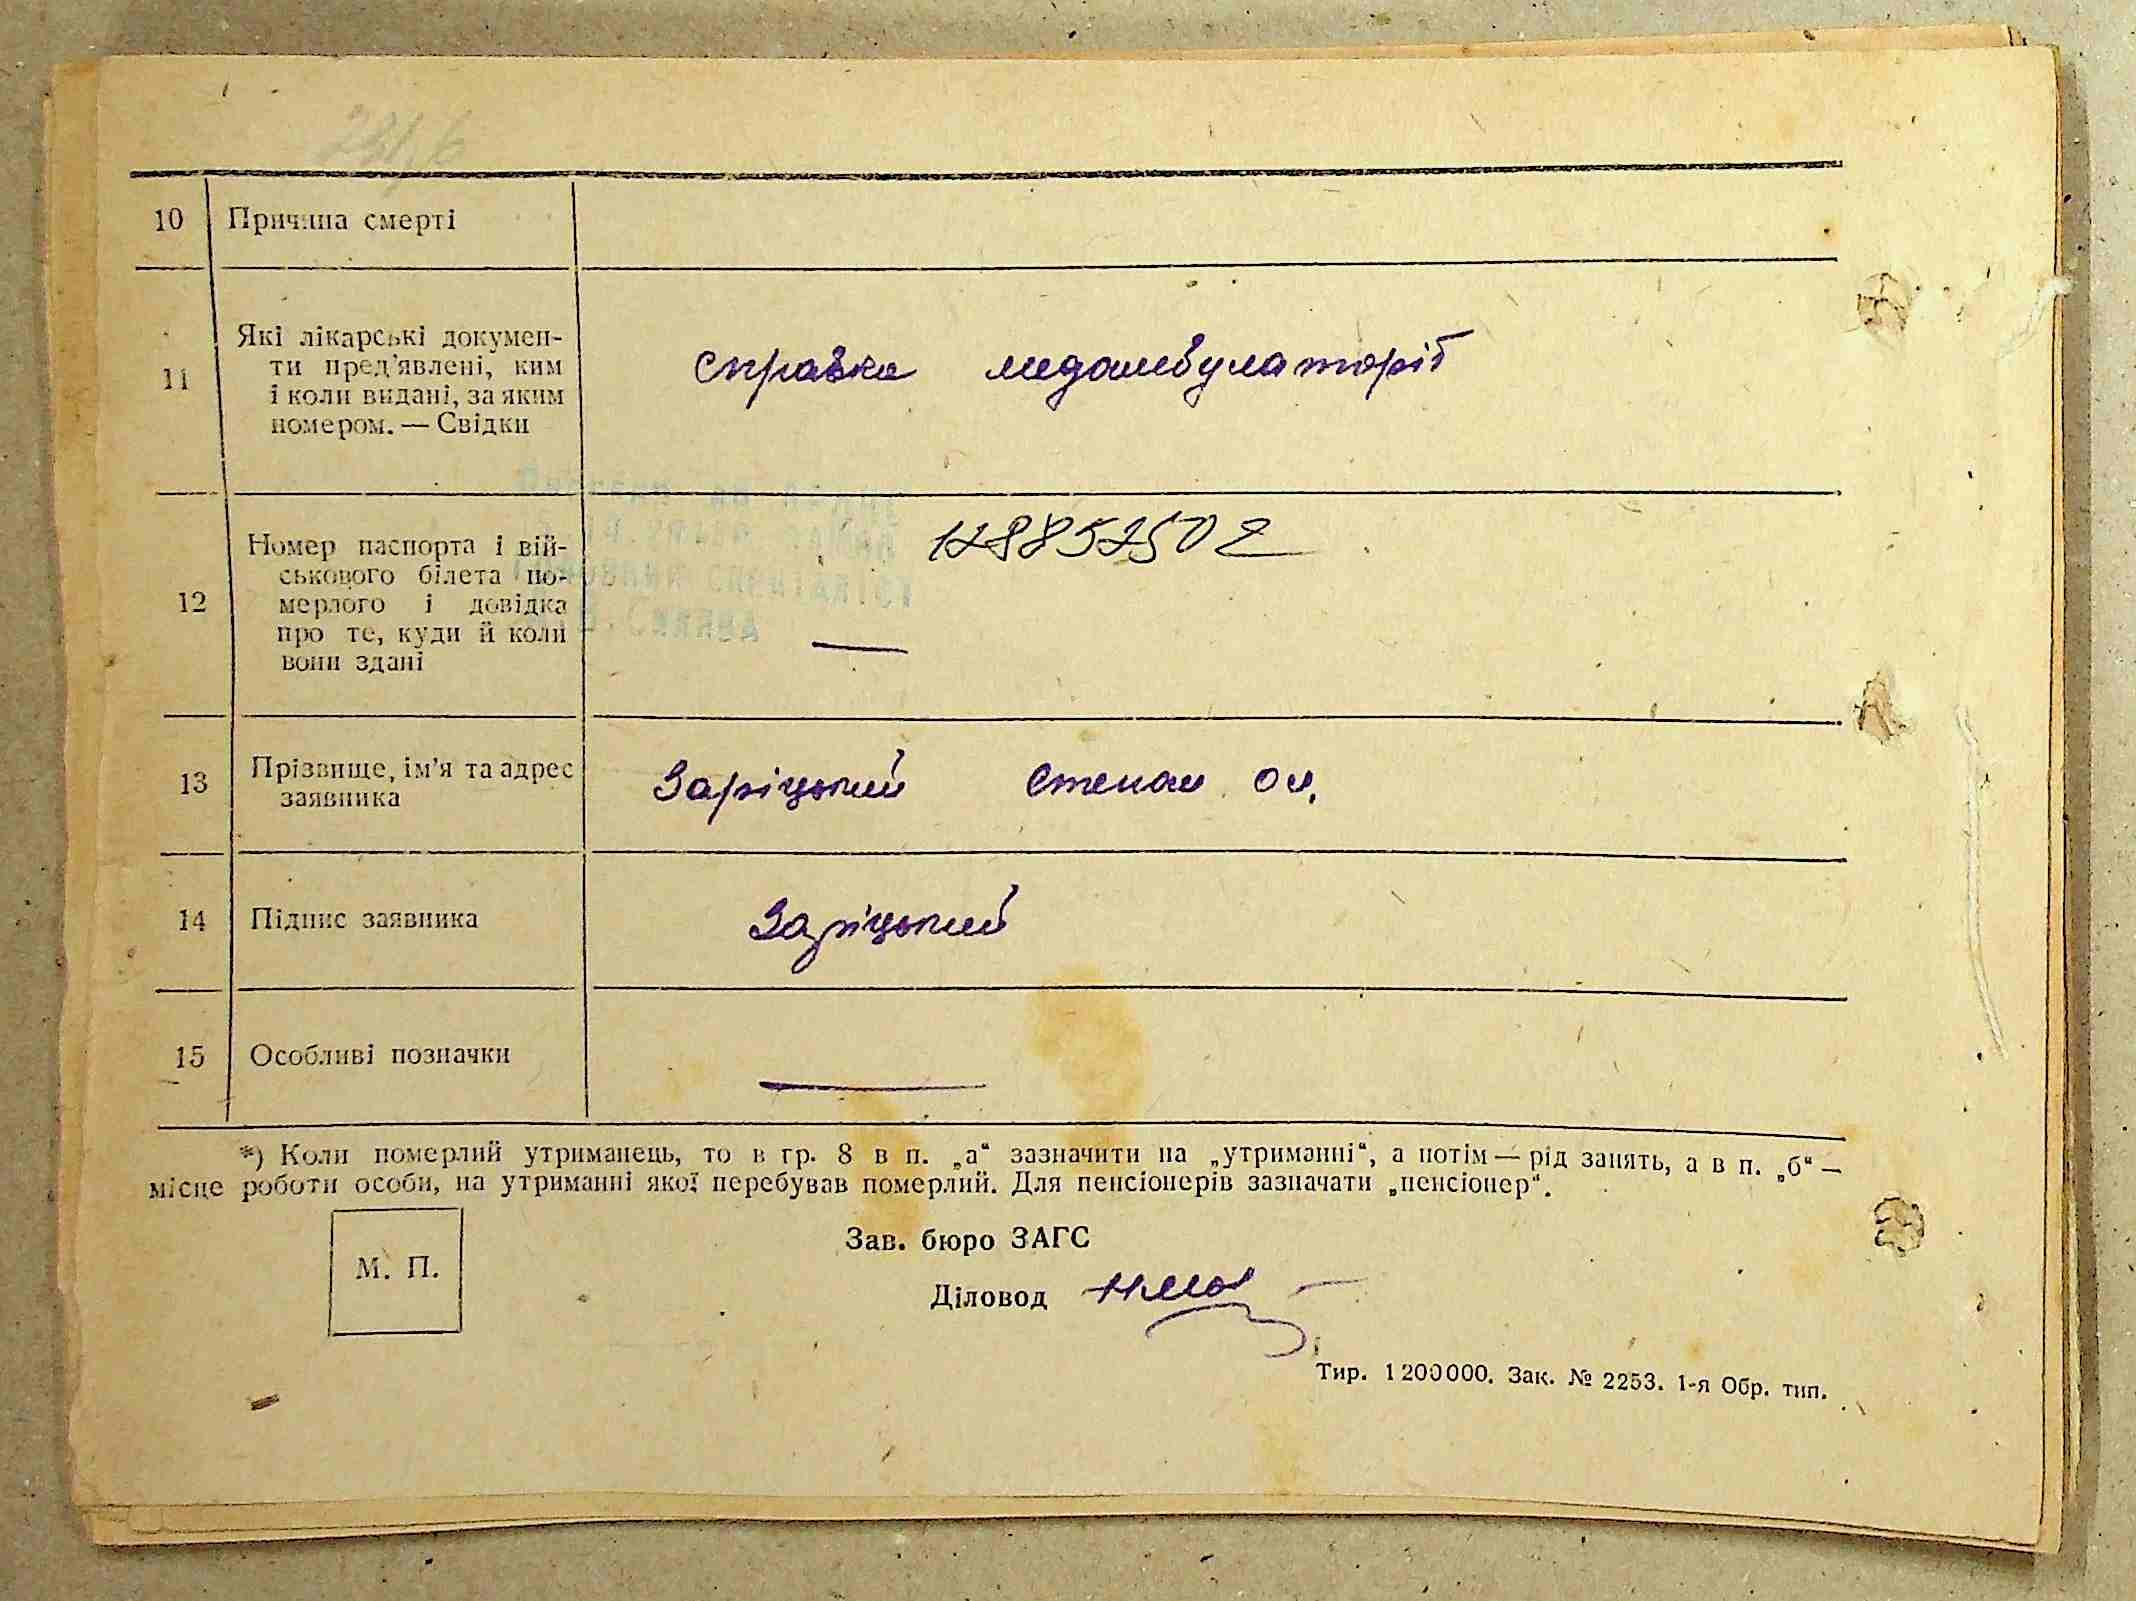 10 Причина смерті
11 Які лікарські докумен-
ти пред'явлені, ким
і коли видані, за яким
номером. — Свідки
справка медамбулаторії
12 Номер паспорта і вій-
ськового білета по-
мерлого і довідка
про те, куди й коли
вони здані
—
13 Прізвище, ім'я та адрес
заявника
Заріцький Степан
14 Підпис заявника
Заріцький
15 Особливі позначки
—
*) Коли померлий утриманець, то в гр. 8 в п. „а“ зазначити на „утриманні“, а потім — рід занять, а в п. „б“ —
місце роботи особи, на утриманні якої перебував померлий. Для пенсіонерів зазначати „пенсіонер“.
М. П.
Зав. бюро ЗАГС
Діловод
Тир. 1 200 000. Зак. № 2253. 1-я Обр. тип.